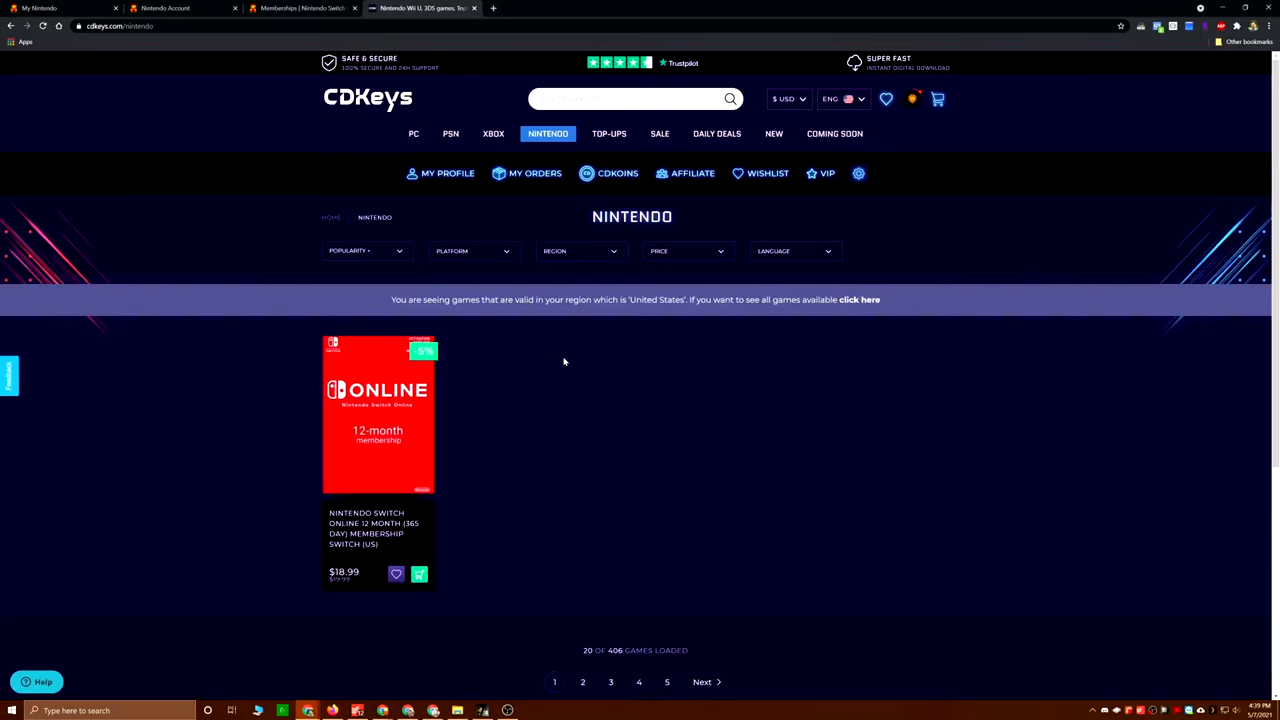 My Nintendo
Nintendo Account
Memberships | Nintendo Switch
Nintendo Wii U, 3DS games, Top
cdkeys.com/nintendo
Apps
Other bookmarks
SAFE & SECURE
100% SECURE AND 24H SUPPORT
Trustpilot
SUPER FAST
INSTANT DIGITAL DOWNLOAD
CDKeys
$ USD
ENG
PC
PSN
XBOX
NINTENDO
TOP-UPS
SALE
DAILY DEALS
NEW
COMING SOON
MY PROFILE
MY ORDERS
CD
CDKOINS
AFFILIATE
WISHLIST
VIP
HOME
NINTENDO
NINTENDO
POPULARITY
PLATFORM
REGION
PRICE
LANGUAGE
You are seeing games that are valid in your region which is 'United States'. If you want to see all games available click here
-5%
ONLINE
Nintendo Switch Online
12-month
membership
Nintendo
NINTENDO SWITCH
ONLINE 12 MONTH (365
DAY) MEMBERSHIP
SWITCH (US)
$18.99
$19.99
Feedback
20 OF 406 GAMES LOADED
1
2
3
4
5
Next
Help
Type here to search
12
4:39 PM
5/7/2021